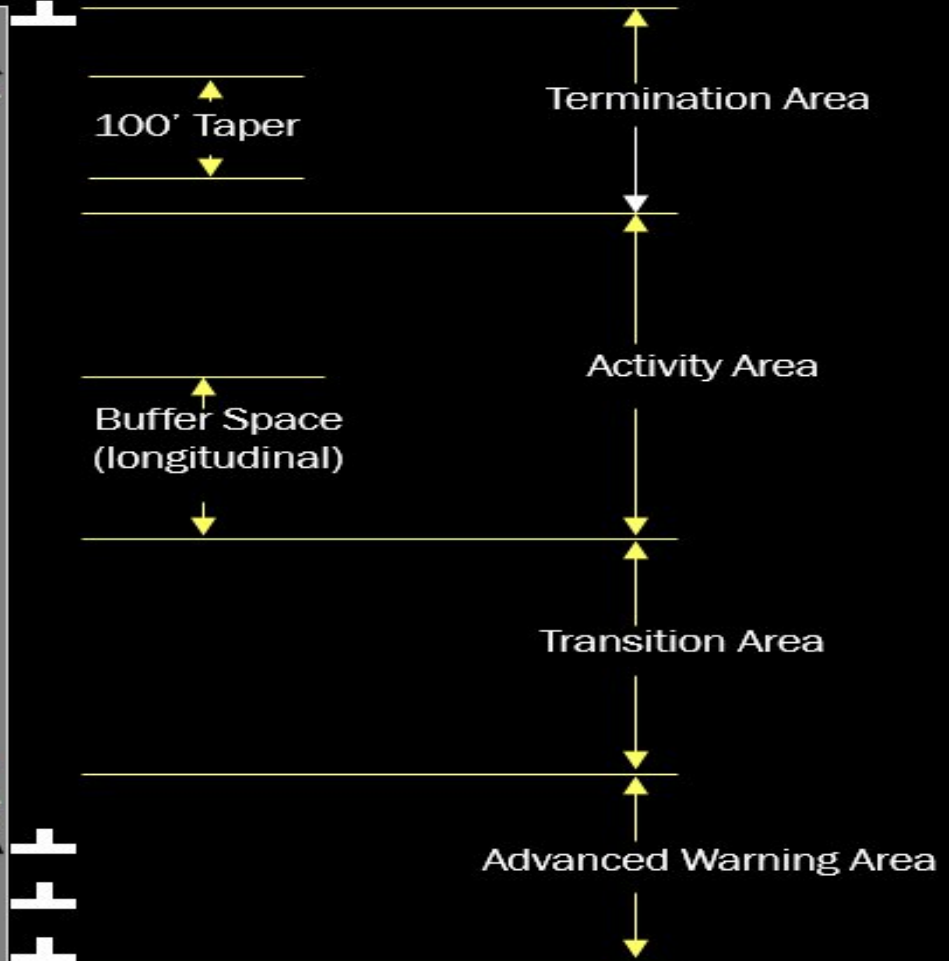 Termination Area
100’ Taper
Activity Area
Buffer Space
(longitudinal)
Transition Area
Advanced Warning Area